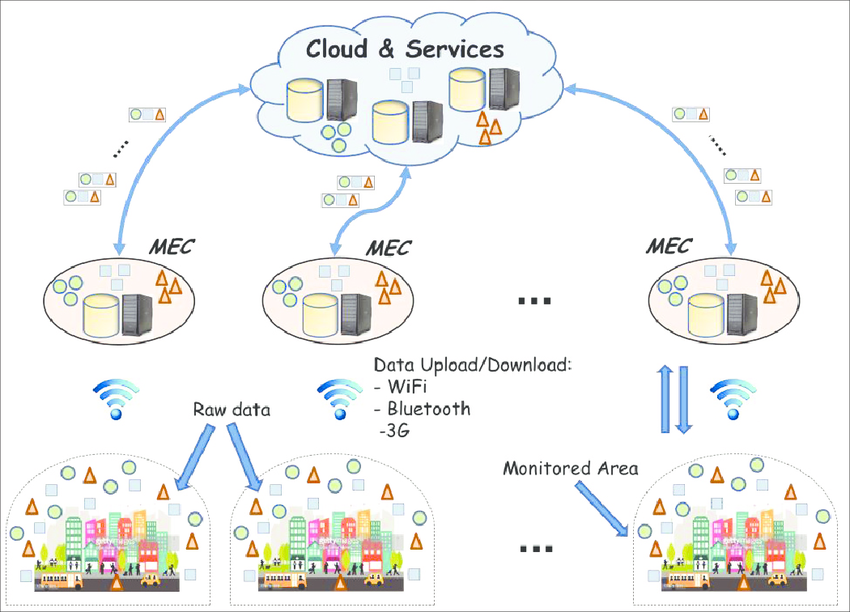 Cloud & Services
MEC
MEC
MEC
Data Upload/Download:
- WiFi
- Bluetooth
-3G
Raw data
Monitored Area